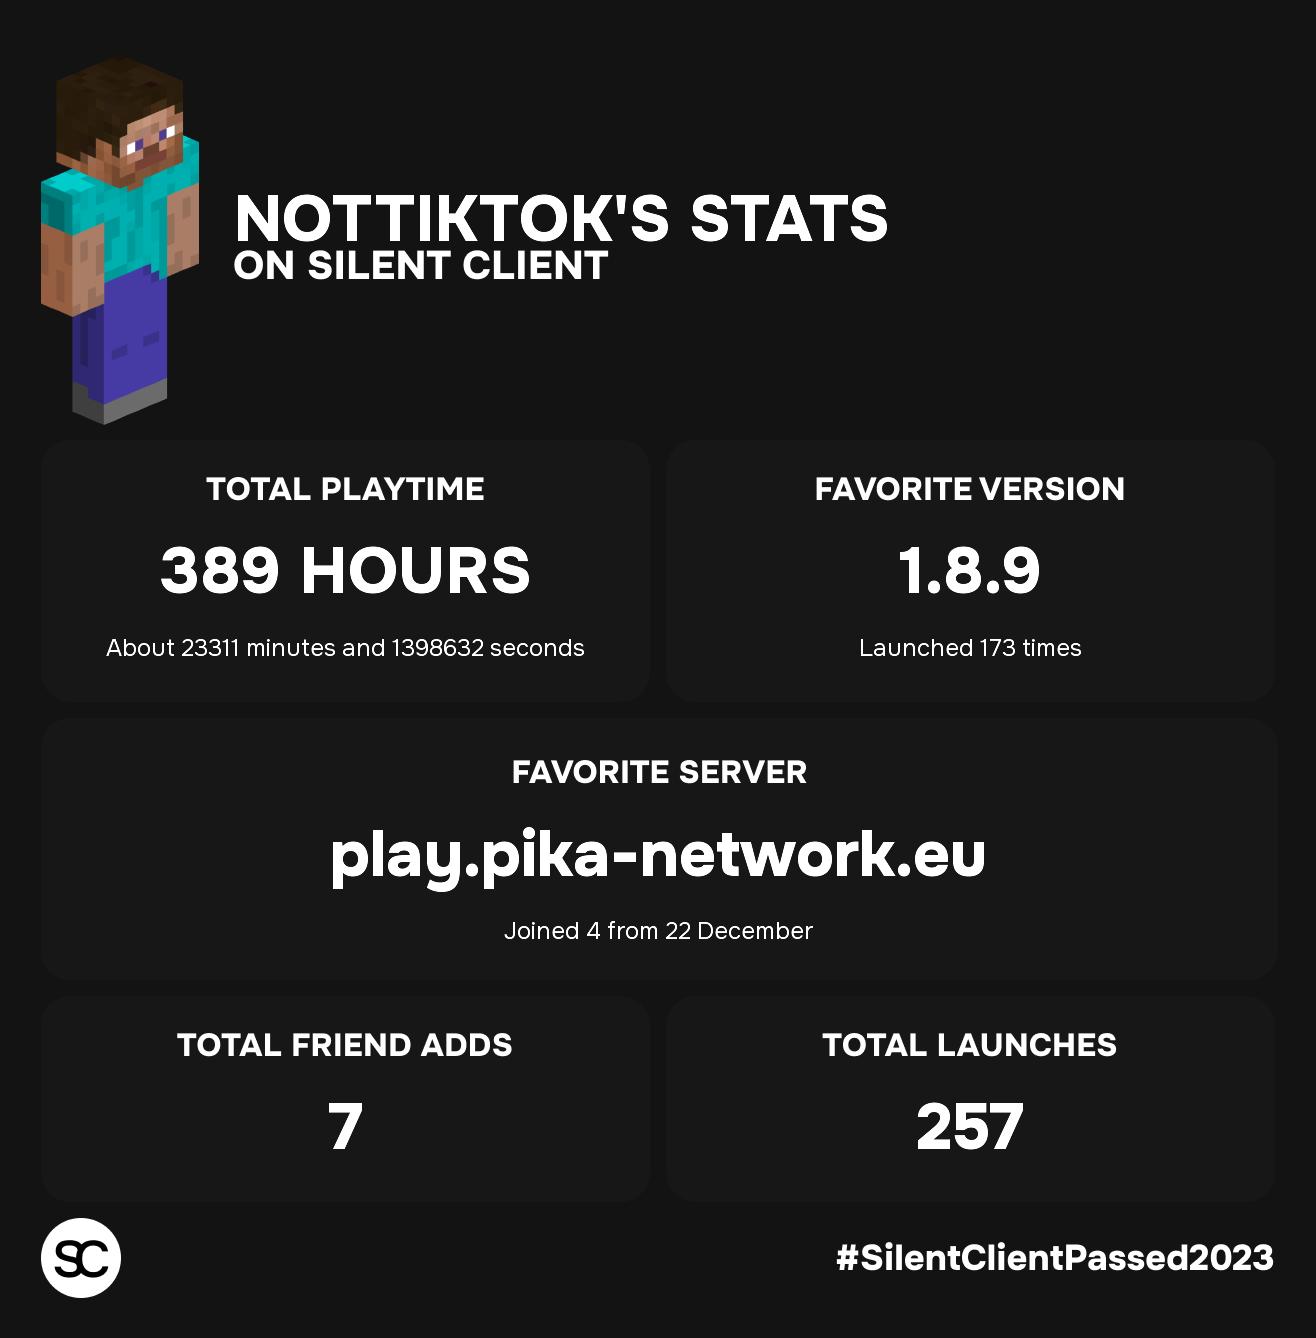 NOTTIKTOK'S STATS
ON SILENT CLIENT
TOTAL PLAYTIME
389 HOURS
About 23311 minutes and 1398632 seconds
FAVORITE VERSION
1.8.9
Launched 173 times
FAVORITE SERVER
play.pika-network.eu
Joined 4 from 22 December
TOTAL FRIEND ADDS
7
TOTAL LAUNCHES
257
SC
#SilentClientPassed2023